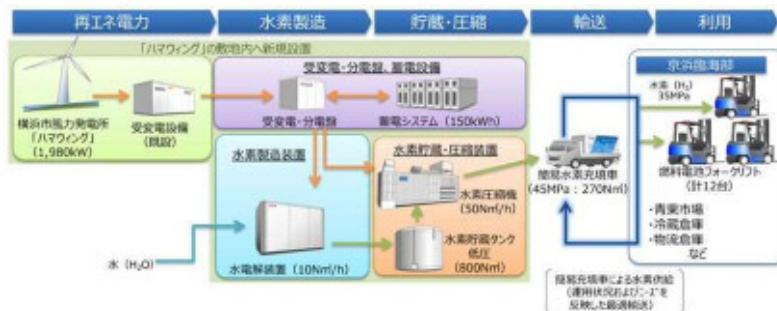 再エネ電力
水素製造
貯蔵・圧縮
輸送
利用
「ハマウィング」の敷地内へ新規設置
受変電・分電盤、蓄電設備
京浜臨海部
水素（H₂）
35MPa
横浜市風力発電所
「ハマウィング」
（1,980kW）
受変電設備
（既設）
受変電・分電盤
蓄電システム（150kWh）
水素製造装置
水素貯蔵・圧縮装置
水素圧縮機
（50N㎥/h）
簡易水素充填車
（45MPa：270N㎥）
燃料電池フォークリフト
（計12台）
・青果市場
・冷蔵倉庫
・物流倉庫
など
水（H₂O）
水電解装置（10N㎥/h）
水素貯蔵タンク
低圧
（800N㎥）
簡易充填車による水素供給
（運用状況およびニーズを
反映した最適輸送）